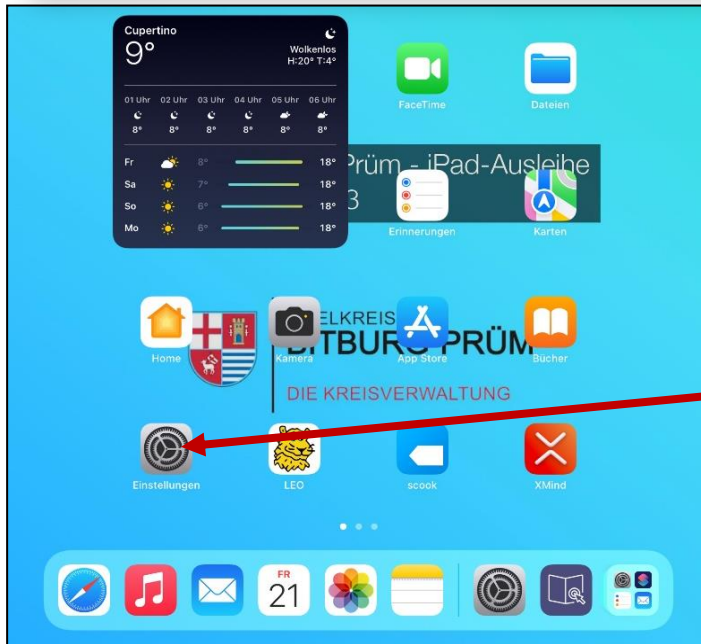 Cupertino
9°
Wolkenlos
H:20° T:4°
01 Uhr 02 Uhr 03 Uhr 04 Uhr 05 Uhr 06 Uhr
8° 8° 8° 8° 8° 8°
Fr 8° 18°
Sa 7° 18°
So 6° 18°
Mo 6° 18°
FaceTime Dateien
Prüm - iPad-Ausleihe
3
Erinnerungen Karten
ELKREIS
BITBURG PRÜM
Home Kamera App Store Bücher
DIE KREISVERWALTUNG
Einstellungen LEO scook XMind
FR
21